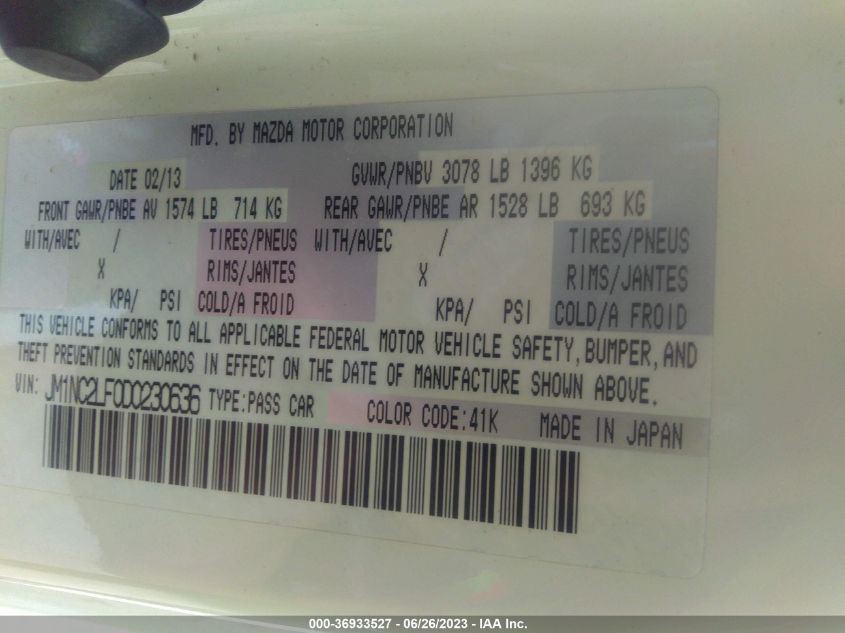 MFD. BY MAZDA MOTOR CORPORATION
DATE 02/13 GVWR/PNBV 3078 LB 1396 KG
FRONT GAWR/PNBE AV 1574 LB 714 KG REAR GAWR/PNBE AR 1528 LB 693 KG
WITH/AVEC / TIRES/PNEUS WITH/AVEC / TIRES/PNEUS
X RIMS/JANTES X RIMS/JANTES
KPA/ PSI COLD/A FROID KPA/ PSI COLD/A FROID
THIS VEHICLE CONFORMS TO ALL APPLICABLE FEDERAL MOTOR VEHICLE SAFETY, BUMPER, AND
THEFT PREVENTION STANDARDS IN EFFECT ON THE DATE OF MANUFACTURE SHOWN ABOVE.
VIN: JM1NC2LF0D0230636 TYPE:PASS CAR COLOR CODE:41K MADE IN JAPAN
000-36933527 - 06/26/2023 - IAA Inc.